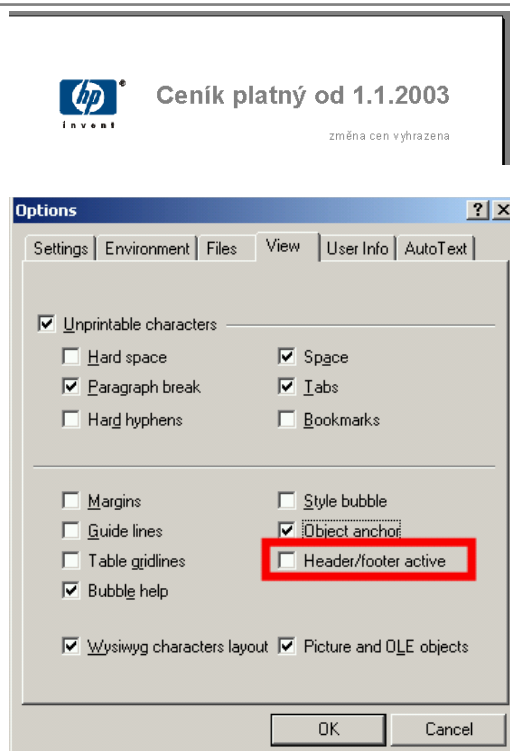 hp
invent
Ceník platný od 1.1.2003
změna cen vyhrazena
Options
Settings Environment Files View User Info AutoText
Unprintable characters
Hard space Space
Paragraph break Tabs
Hard hyphens Bookmarks
Margins Style bubble
Guide lines Object anchor
Table gridlines Header/footer active
Bubble help
Wysiwyg characters layout Picture and OLE objects
OK Cancel